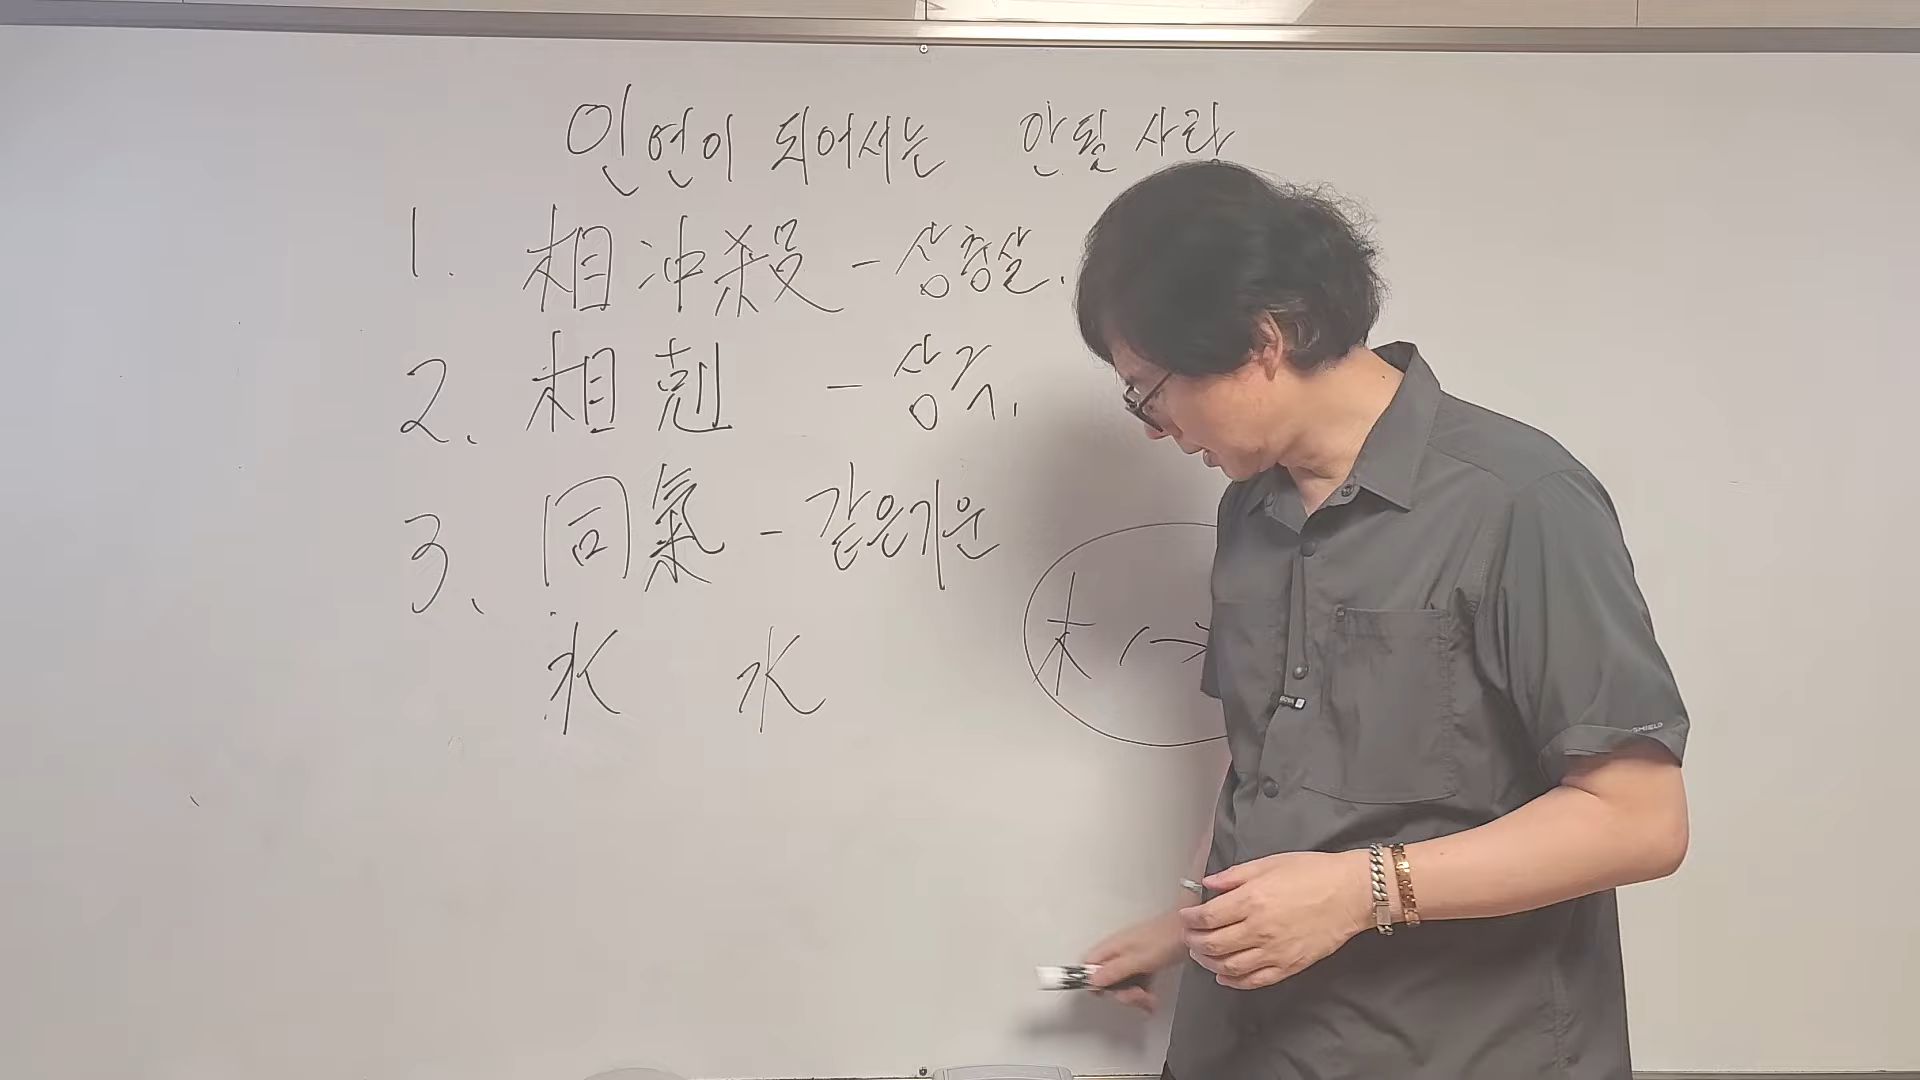 인연이 되어서는 안될 사람
1. 相冲殺 - 상충살.
2. 相剋 - 상극.
3. 同氣 - 같은기운
水 水
木 ↔
SHIELD